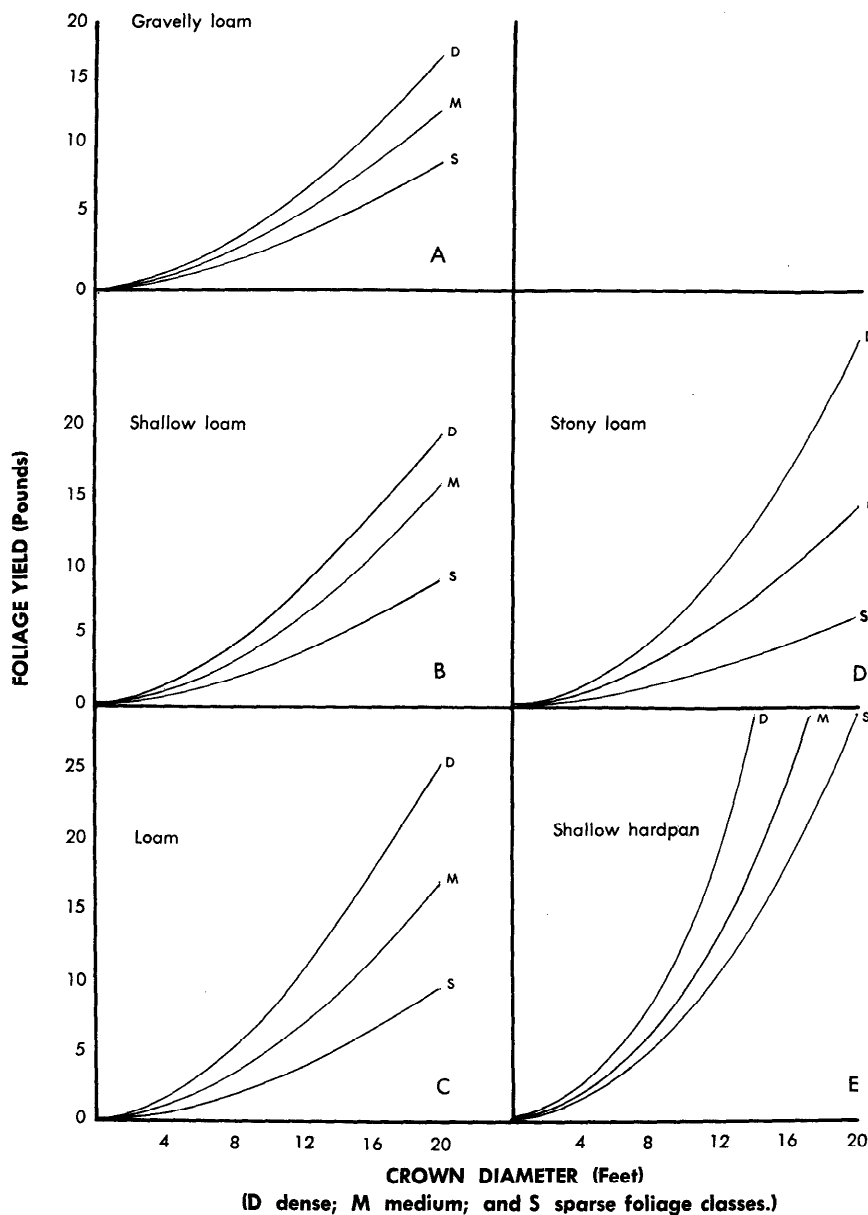 Gravelly loam
20
15
10
5
0
D
M
S
A
Shallow loam
20
15
10
5
0
D
M
S
B
Stony loam
S
D
FOLIAGE YIELD (Pounds)
Loam
25
20
15
10
5
0
D
M
S
C
4 8 12 16 20
Shallow hardpan
D
M
S
E
4 8 12 16 20
CROWN DIAMETER (Feet)
(D dense; M medium; and S sparse foliage classes.)